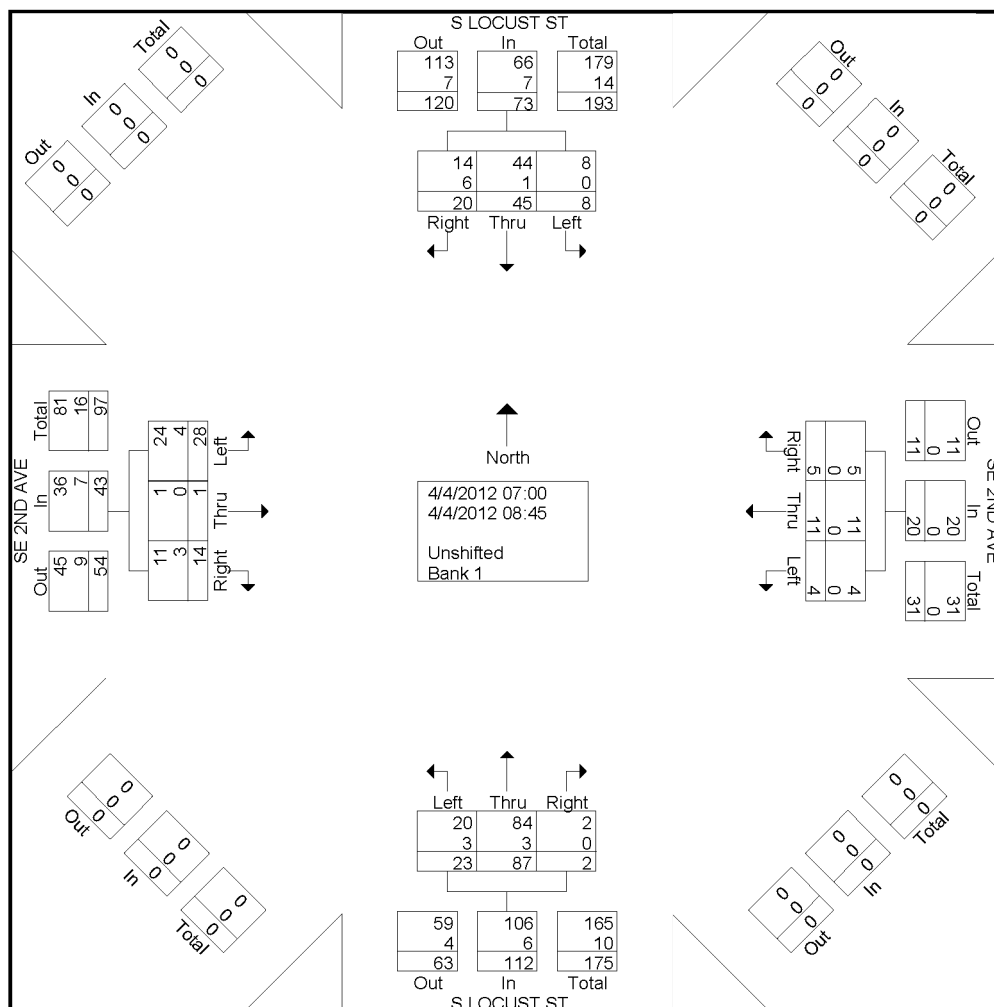 S LOCUST ST
Out In Total
113 66 179
7 7 14
120 73 193
14 44 8
6 1 0
20 45 8
Right Thru Left
Total
0
0
0
In
0
0
0
Out
0
0
0
Out
0
0
0
In
0
0
0
Total
0
0
0
SE 2ND AVE
Total
81
16
97
In
36
7
43
Out
45
9
54
24 4 28 Left
1 0 1 Thru
11 3 14 Right
North
4/4/2012 07:00
4/4/2012 08:45
Unshifted
Bank 1
Right 5 0 5
Thru 11 0 11
Left 4 0 4
Out
11
0
11
In
20
0
20
Total
31
0
31
SE 2ND AVE
Left Thru Right
20 84 2
3 3 0
23 87 2
59 106 165
4 6 10
63 112 175
Out In Total
S LOCUST ST
0
0
0
Out
0
0
0
In
0
0
0
Total
0
0
0
Total
0
0
0
In
0
0
0
Out